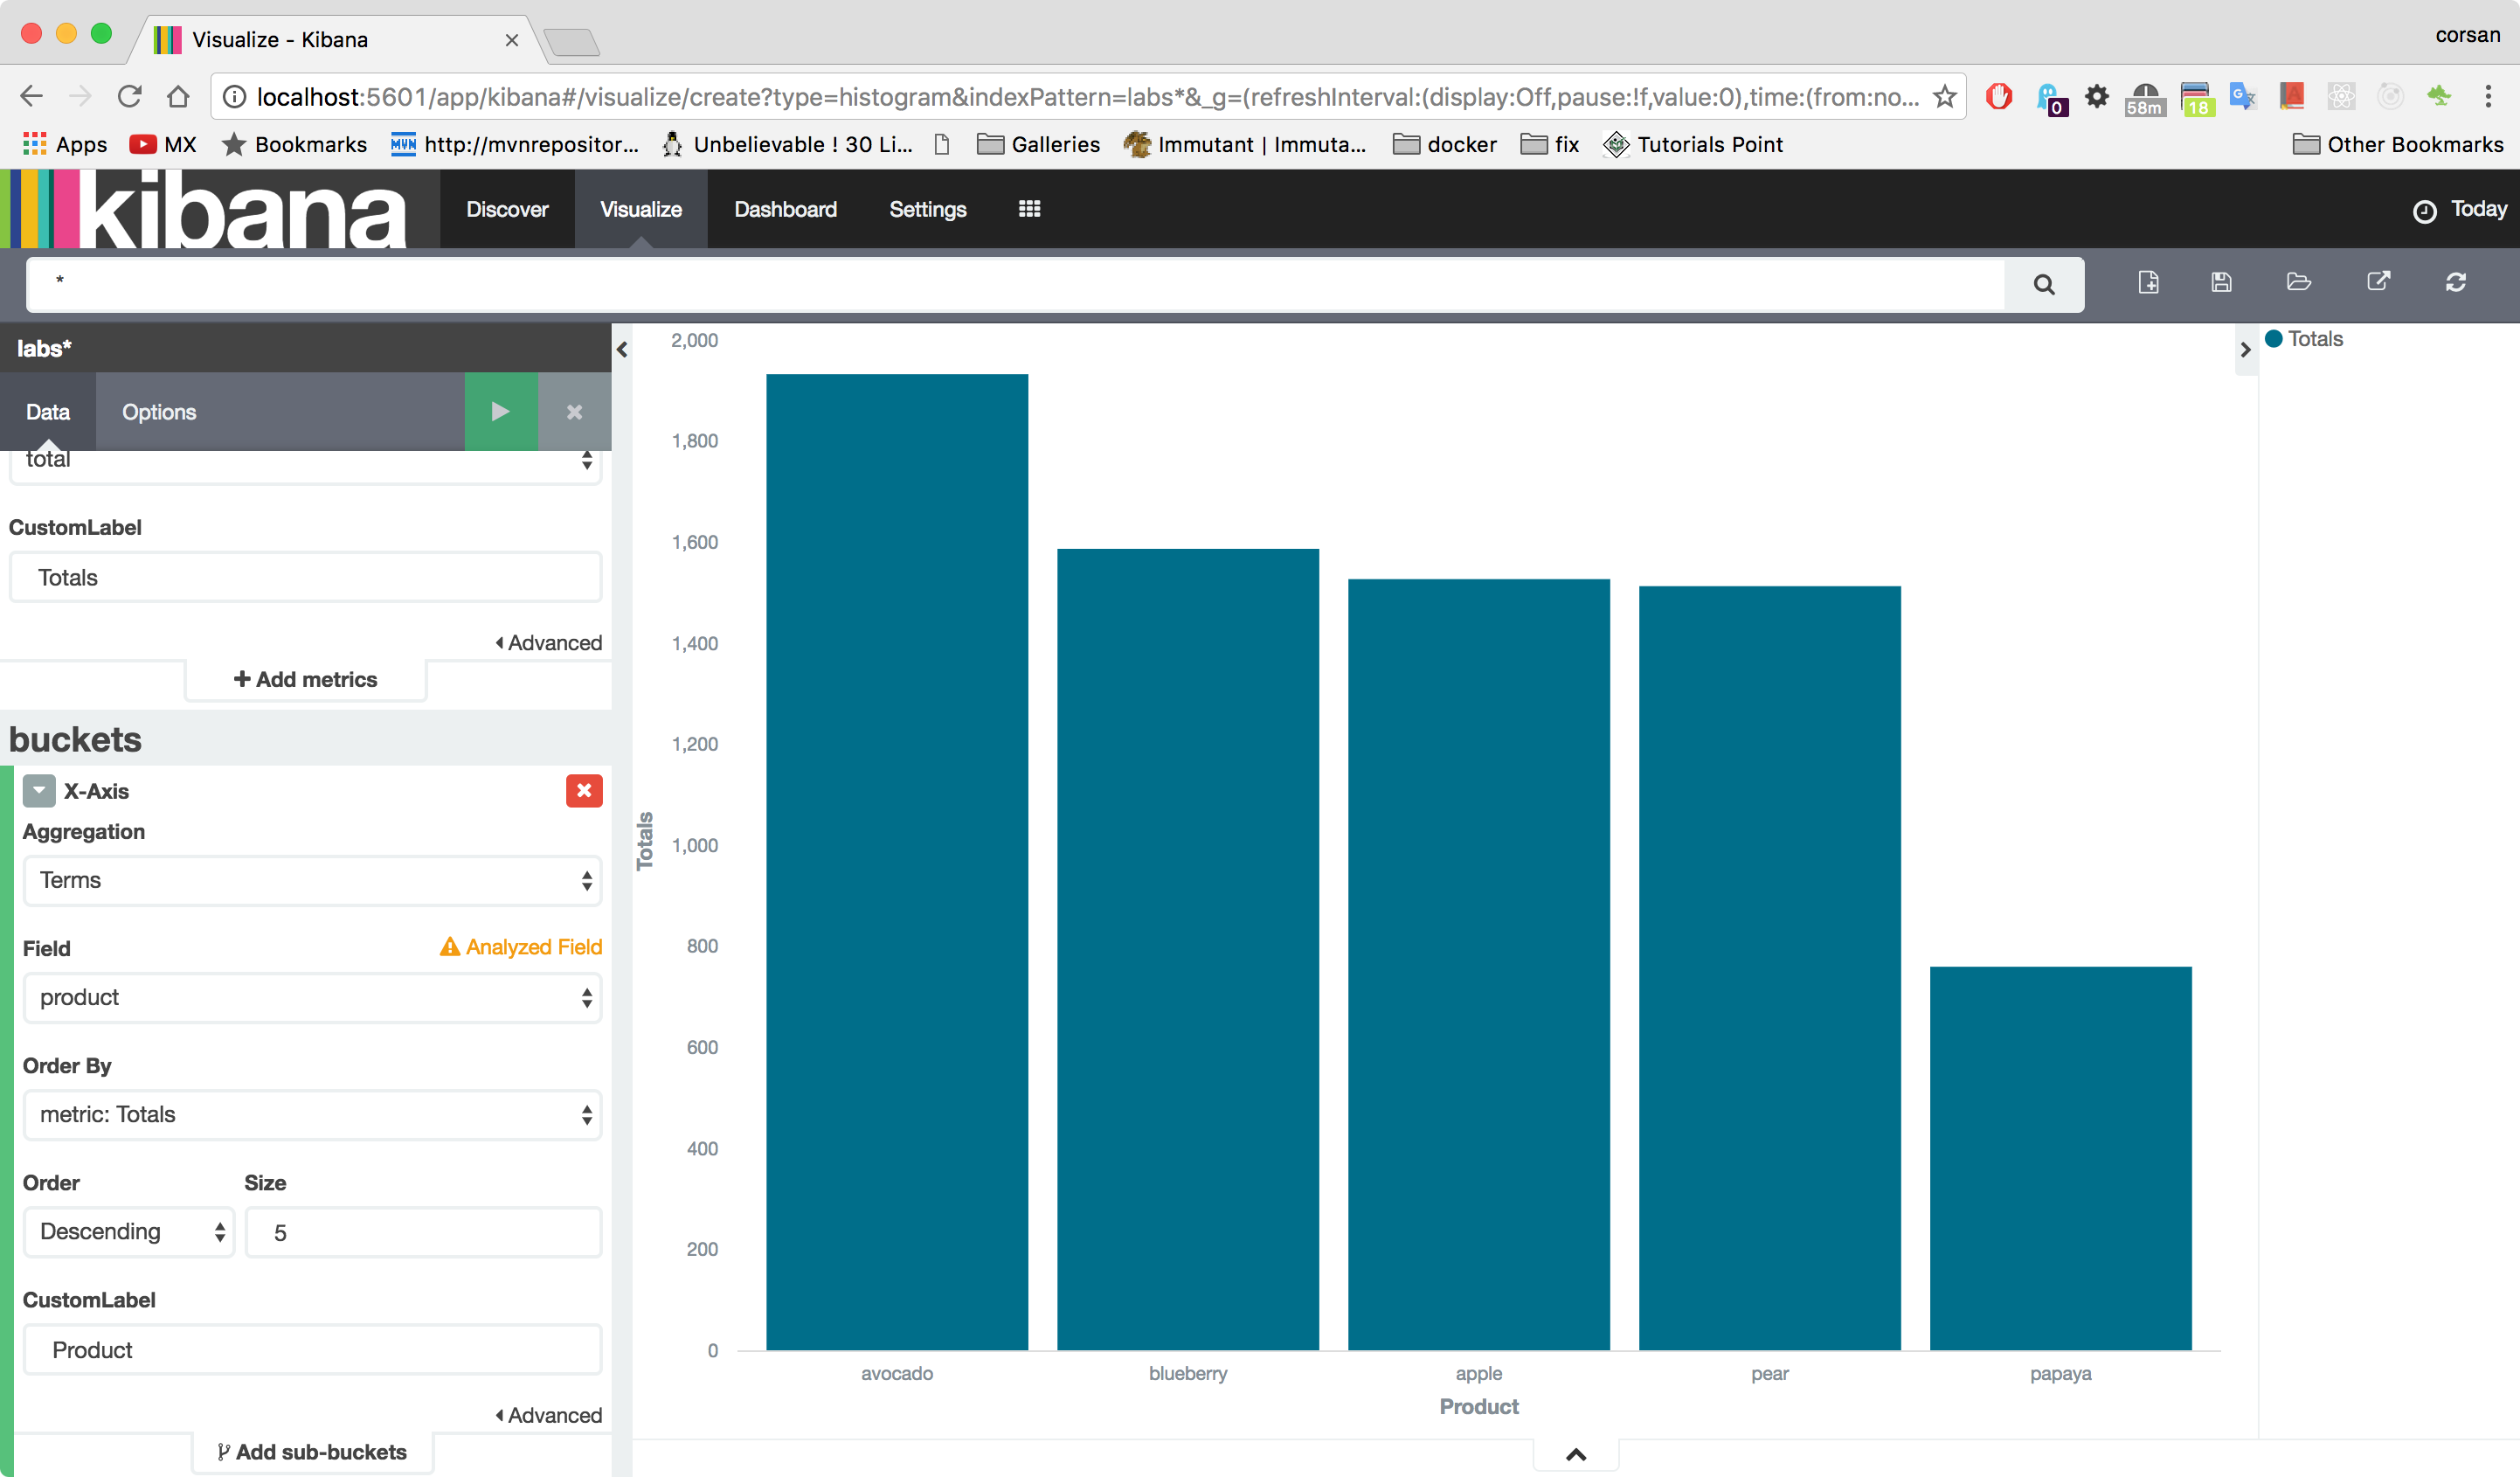 Visualize - Kibana
corsan
localhost:5601/app/kibana#/visualize/create?type=histogram&indexPattern=labs*&_g=(refreshInterval:(display:Off,pause:!f,value:0),time:(from:no...
0
58m
18
Apps
MX
Bookmarks
MVN
http://mvnrepositor...
Unbelievable ! 30 Li...
Galleries
Immutant | Immuta...
docker
fix
Tutorials Point
Other Bookmarks
kibana
Discover
Visualize
Dashboard
Settings
Today
*
labs*
Data
Options
total
CustomLabel
Totals
Advanced
Add metrics
buckets
X-Axis
Aggregation
Terms
Field
Analyzed Field
product
Order By
metric: Totals
Order
Size
Descending
5
CustomLabel
Product
Advanced
Add sub-buckets
Totals
2,000
1,800
1,600
1,400
1,200
1,000
800
600
400
200
0
avocado
blueberry
apple
pear
papaya
Product
Totals